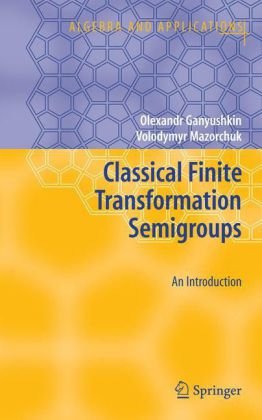 ALGEBRA AND APPLICATIONS
Olexandr Ganyushkin
Volodymyr Mazorchuk
Classical Finite
Transformation
Semigroups
An Introduction
Springer